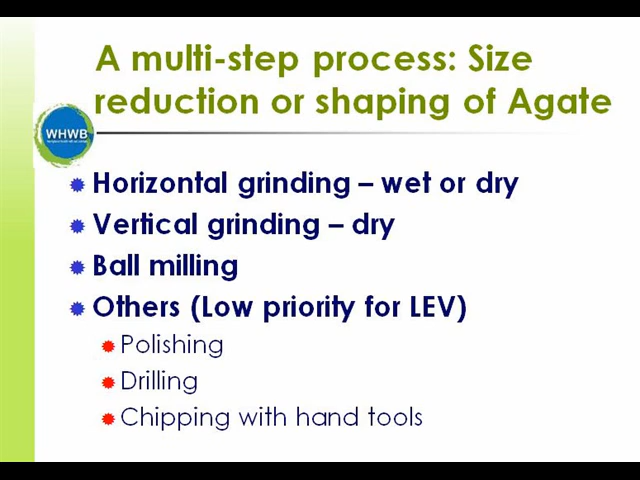 A multi-step process: Size
reduction or shaping of Agate
WHWB
Horizontal grinding – wet or dry
Vertical grinding – dry
Ball milling
Others (Low priority for LEV)
Polishing
Drilling
Chipping with hand tools